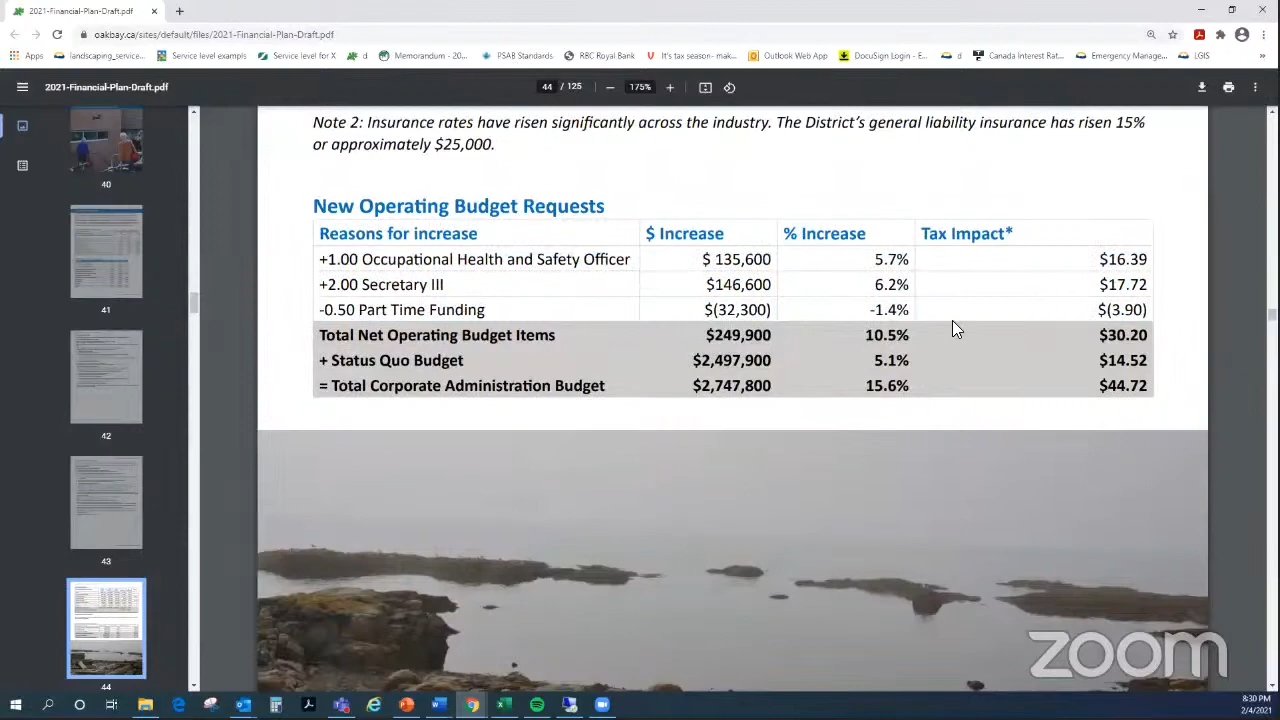 2021-Financial-Plan-Draft.pdf
oakbay.ca/sites/default/files/2021-Financial-Plan-Draft.pdf
Apps landscaping_service... Service level examples Service level for X d Memorandum - 20... PSAB Standards RBC Royal Bank It's tax season- mak... Outlook Web App DocuSign Login - E... d Canada Interest Rat... Emergency Manage... LGIS
2021-Financial-Plan-Draft.pdf 44 / 125 175%
40
41
42
43
44
Note 2: Insurance rates have risen significantly across the industry. The District's general liability insurance has risen 15%
or approximately $25,000.
New Operating Budget Requests
Reasons for increase $ Increase % Increase Tax Impact*
+1.00 Occupational Health and Safety Officer $ 135,600 5.7% $16.39
+2.00 Secretary III $146,600 6.2% $17.72
-0.50 Part Time Funding $(32,300) -1.4% $(3.90)
Total Net Operating Budget Items $249,900 10.5% $30.20
+ Status Quo Budget $2,497,900 5.1% $14.52
= Total Corporate Administration Budget $2,747,800 15.6% $44.72
zoom
8:30 PM
2/4/2021